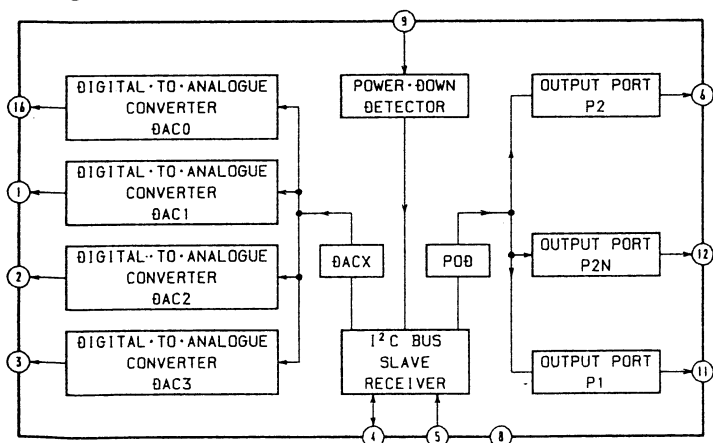 9
DIGITAL·TO·ANALOGUE
CONVERTER
DAC0
16
POWER·DOWN
DETECTOR
OUTPUT PORT
P2
6
DIGITAL·TO·ANALOGUE
CONVERTER
DAC1
1
DIGITAL·TO·ANALOGUE
CONVERTER
DAC2
2
DACX
POD
OUTPUT PORT
P2N
12
DIGITAL·TO·ANALOGUE
CONVERTER
DAC3
3
I²C BUS
SLAVE
RECEIVER
OUTPUT PORT
P1
11
4
5
8